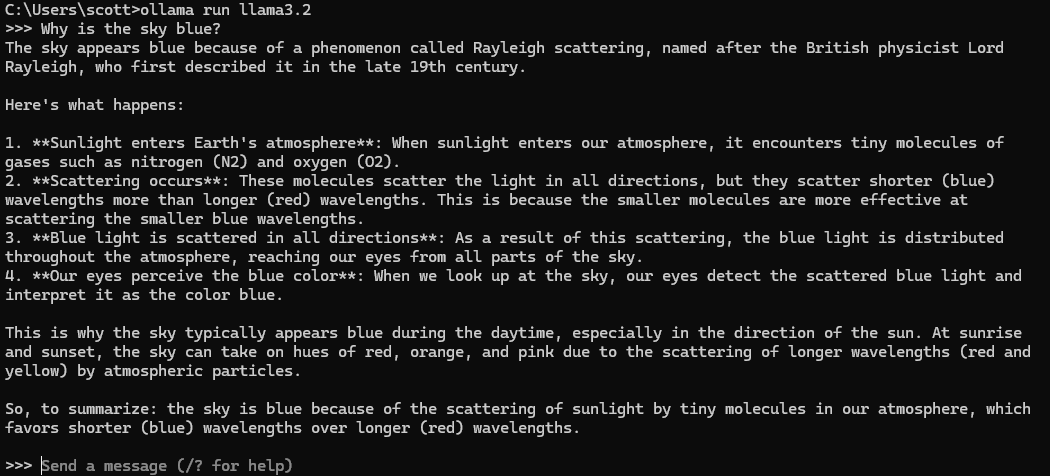 C:\Users\scott>ollama run llama3.2
>>> Why is the sky blue?
The sky appears blue because of a phenomenon called Rayleigh scattering, named after the British physicist Lord
Rayleigh, who first described it in the late 19th century.
Here's what happens:
1. **Sunlight enters Earth's atmosphere**: When sunlight enters our atmosphere, it encounters tiny molecules of
gases such as nitrogen (N2) and oxygen (O2).
2. **Scattering occurs**: These molecules scatter the light in all directions, but they scatter shorter (blue)
wavelengths more than longer (red) wavelengths. This is because the smaller molecules are more effective at
scattering the smaller blue wavelengths.
3. **Blue light is scattered in all directions**: As a result of this scattering, the blue light is distributed
throughout the atmosphere, reaching our eyes from all parts of the sky.
4. **Our eyes perceive the blue color**: When we look up at the sky, our eyes detect the scattered blue light and
interpret it as the color blue.
This is why the sky typically appears blue during the daytime, especially in the direction of the sun. At sunrise
and sunset, the sky can take on hues of red, orange, and pink due to the scattering of longer wavelengths (red and
yellow) by atmospheric particles.
So, to summarize: the sky is blue because of the scattering of sunlight by tiny molecules in our atmosphere, which
favors shorter (blue) wavelengths over longer (red) wavelengths.
>>> Send a message (/? for help)